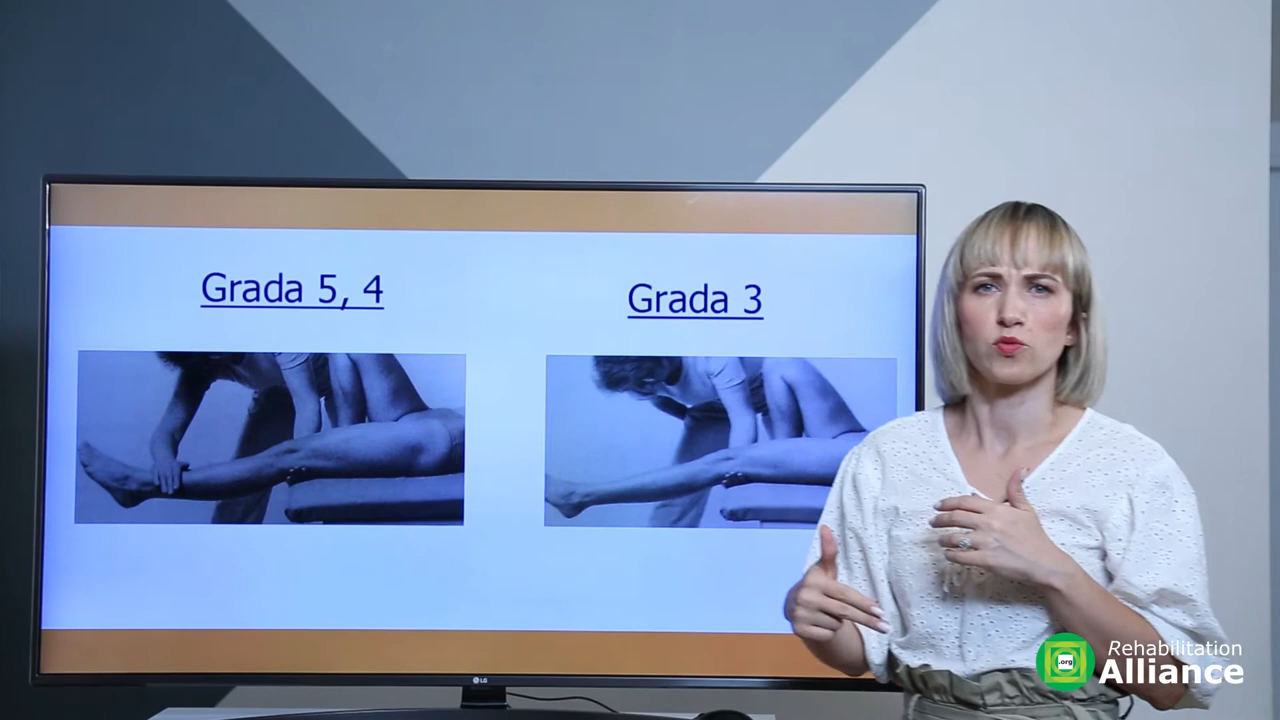 Grada 5, 4
Grada 3
LG
.org
Rehabilitation
Alliance